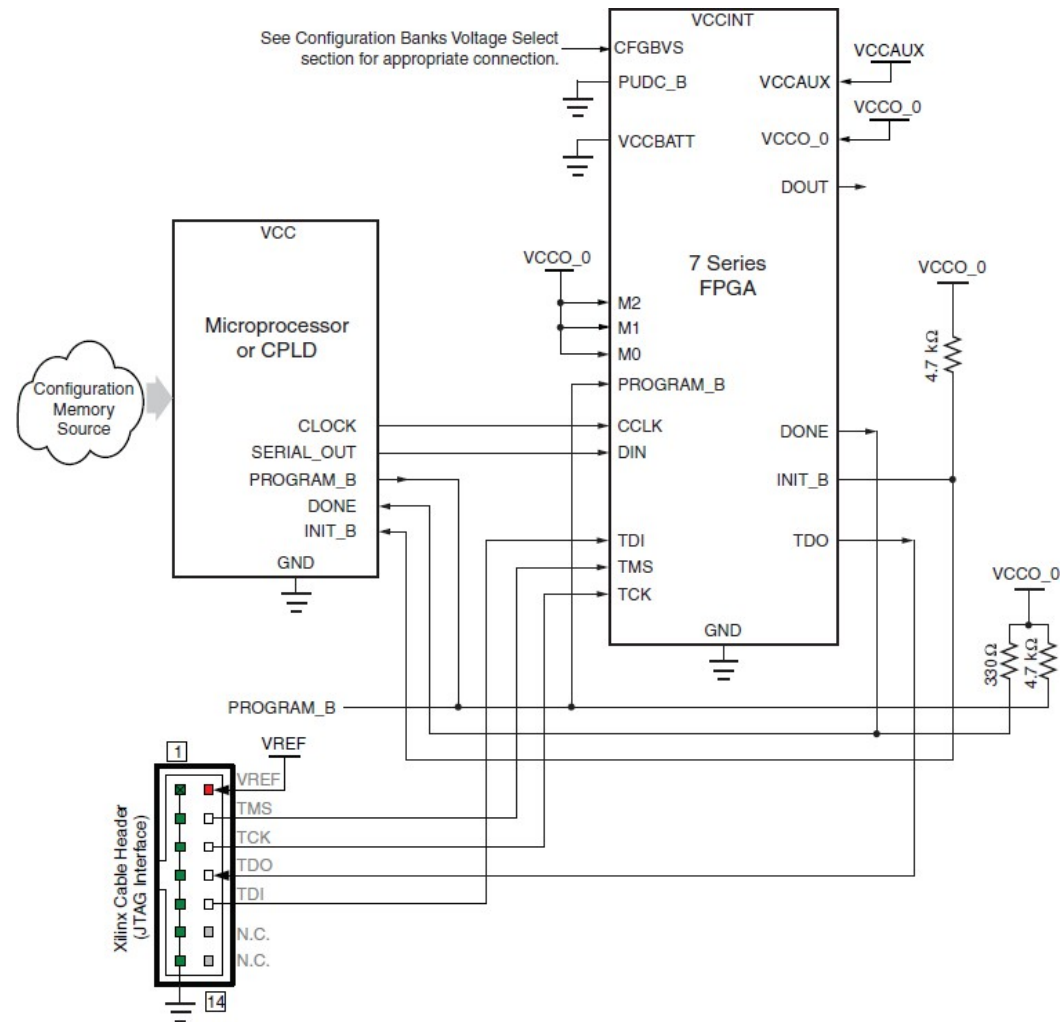 VCCINT
See Configuration Banks Voltage Select
section for appropriate connection.
CFGBVS
VCCAUX
PUDC_B
VCCAUX
VCCO_0
VCCBATT
VCCO_0
DOUT
VCC
VCCO_0
7 Series
FPGA
VCCO_0
M2
Microprocessor
or CPLD
M1
M0
4.7 kΩ
PROGRAM_B
Configuration
Memory
Source
CLOCK
CCLK
DONE
SERIAL_OUT
DIN
PROGRAM_B
INIT_B
DONE
INIT_B
TDI
TDO
GND
TMS
TCK
VCCO_0
GND
330Ω
4.7 kΩ
PROGRAM_B
1
VREF
VREF
TMS
TCK
TDO
TDI
N.C.
N.C.
Xilinx Cable Header
(JTAG Interface)
14